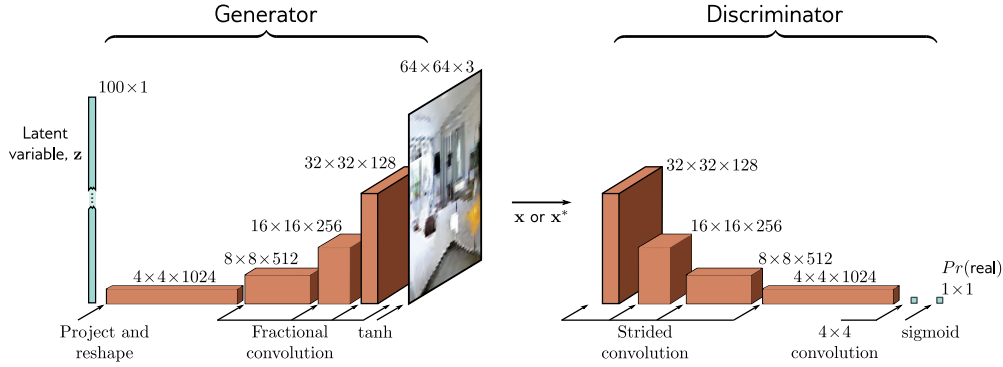 Generator
Discriminator
64×64×3
100×1
Latent
variable, z
32×32×128
32×32×128
16×16×256
16×16×256
8×8×512
8×8×512
4×4×1024
4×4×1024
x or x*
Pr(real)
1×1
Project and
reshape
Fractional
convolution
tanh
Strided
convolution
4×4
convolution
sigmoid